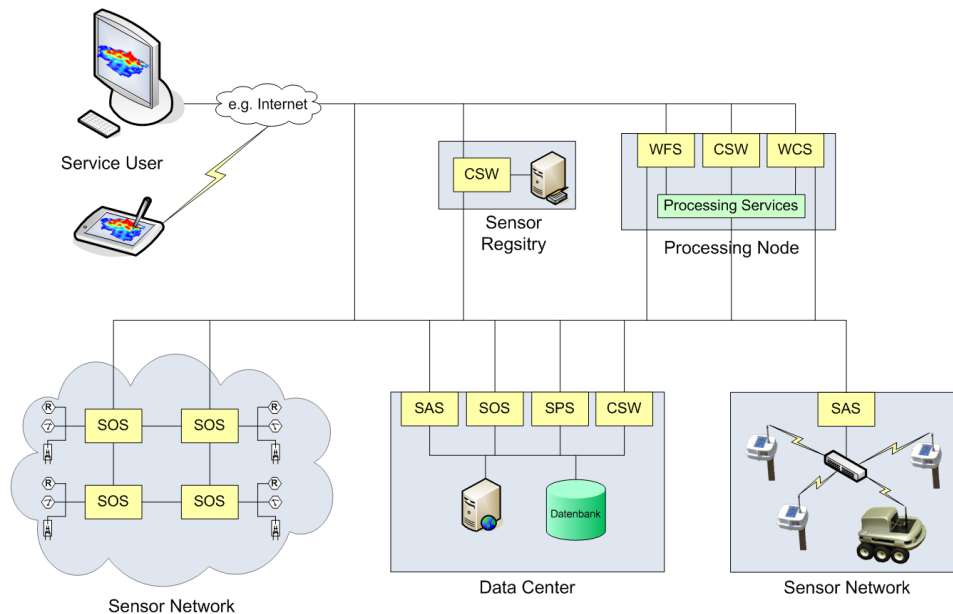 e.g. Internet
Service User
CSW
Sensor
Regsitry
WFS
CSW
WCS
Processing Services
Processing Node
SOS
SOS
SOS
SOS
R
R
R
R
Sensor Network
SAS
SOS
SPS
CSW
Datenbank
Data Center
SAS
Sensor Network